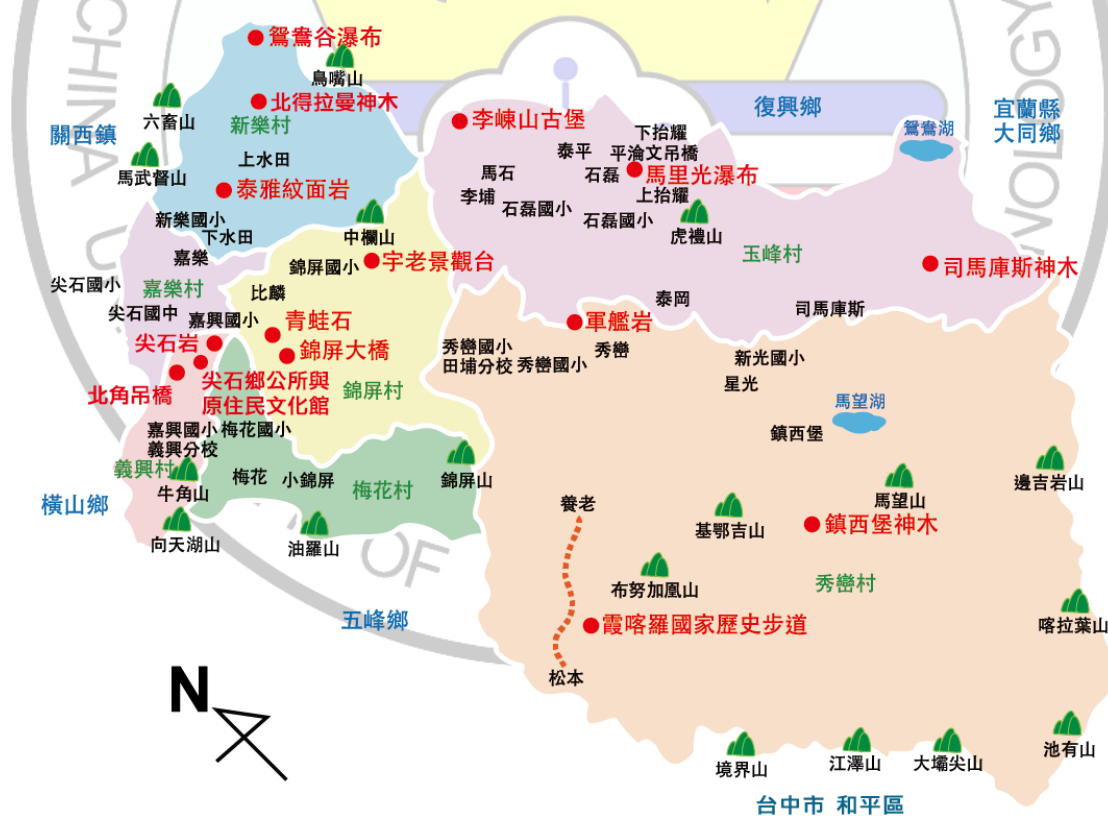 鴛鴦谷瀑布
鳥嘴山
北得拉曼神木
六畜山
新樂村
關西鎮
上水田
馬武督山
泰雅紋面岩
新樂國小
下水田
中欄山
李崠山古堡
復興鄉
宜蘭縣
大同鄉
鴛鴦湖
下抬耀
泰平
平淪文吊橋
馬石
石磊
馬里光瀑布
李埔
上抬耀
石磊國小
石磊國小
虎禮山
玉峰村
司馬庫斯神木
嘉樂
錦屏國小
宇老景觀台
尖石國小
嘉樂村
比麟
尖石國中
嘉興國小
青蛙石
尖石岩
錦屏大橋
北角吊橋
尖石鄉公所與
原住民文化館
錦屏村
泰岡
司馬庫斯
軍艦岩
秀巒國小
田埔分校
秀巒國小
秀巒
新光國小
星光
馬望湖
鎮西堡
嘉興國小
義興分校
梅花國小
義興村
牛角山
梅花
小錦屏
梅花村
錦屏山
橫山鄉
向天湖山
油羅山
養老
基鄂吉山
馬望山
邊吉岩山
鎮西堡神木
布努加凰山
秀巒村
喀拉葉山
五峰鄉
霞喀羅國家歷史步道
松本
N
境界山
江澤山
大壩尖山
池有山
台中市 和平區
CHINA U
OF
NOLOGY